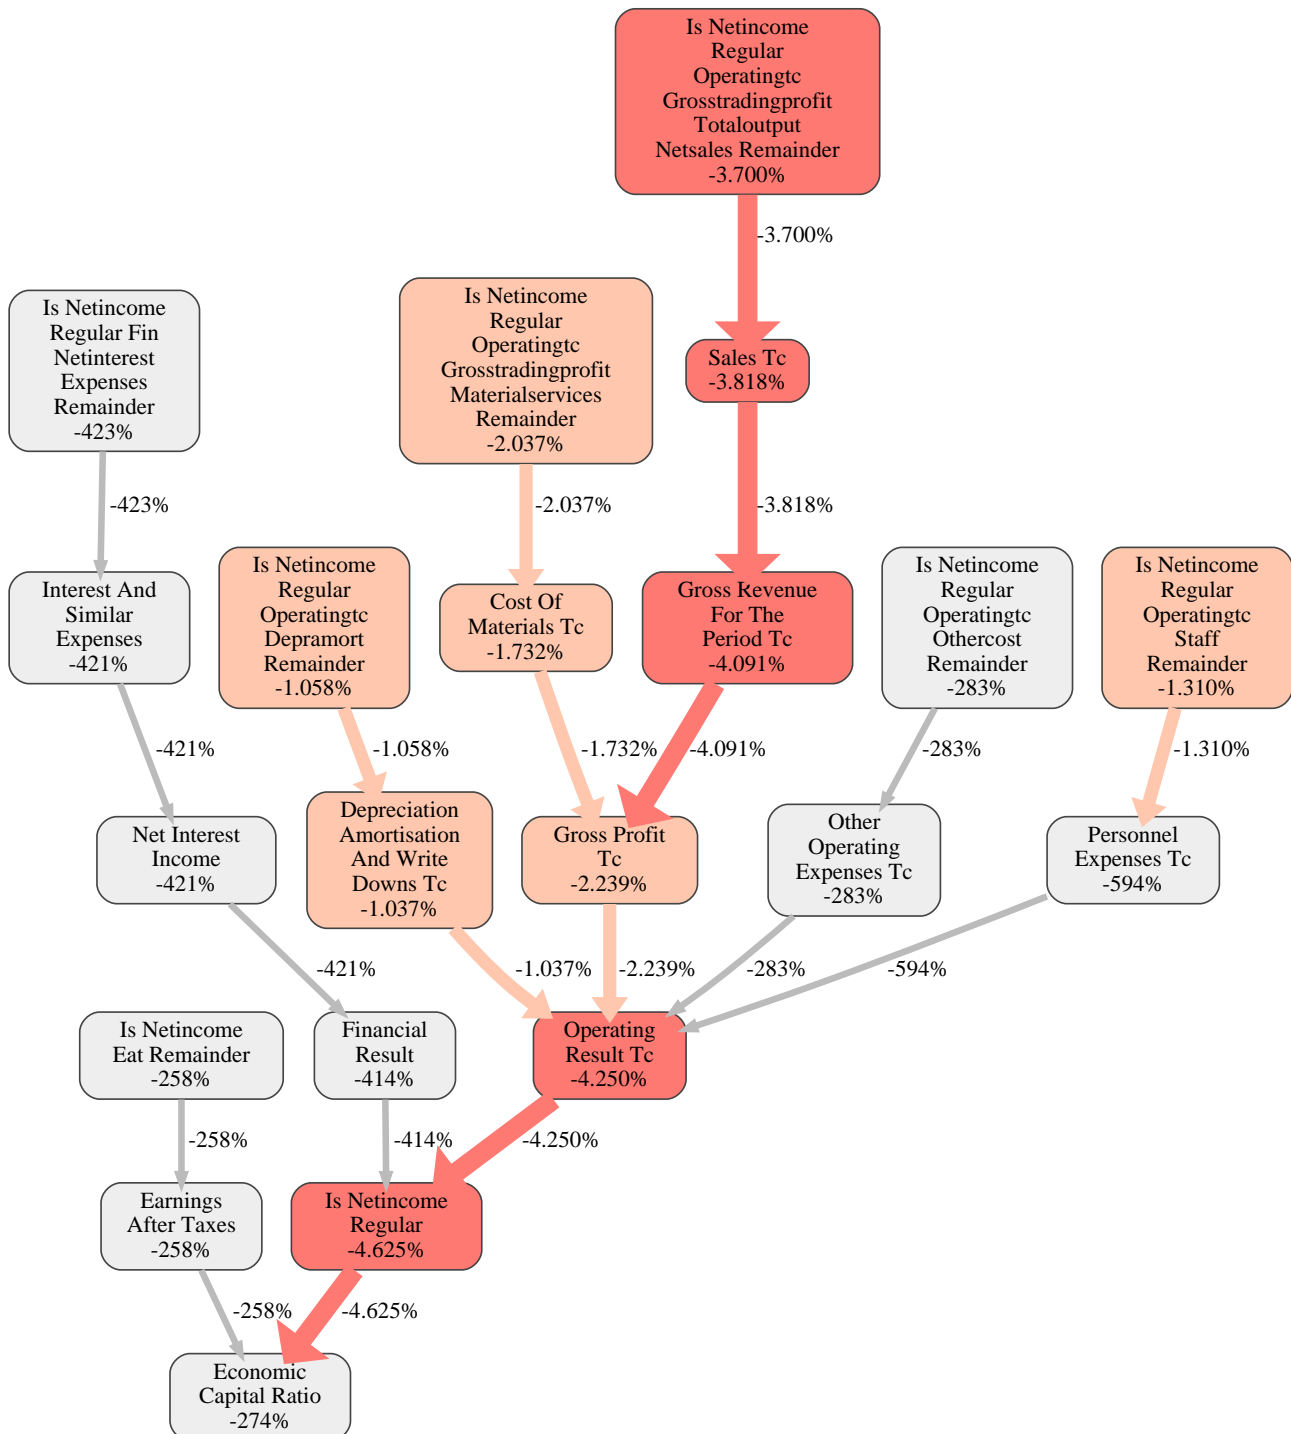 Is Netincome
Regular
Operatingtc
Grosstradingprofit
Totaloutput
Netsales Remainder
-3.700%
-3.700%
Is Netincome
Regular Fin
Netinterest
Expenses
Remainder
-423%
Is Netincome
Regular
Operatingtc
Grosstradingprofit
Materialservices
Remainder
-2.037%
Sales Tc
-3.818%
-423%
-2.037%
-3.818%
Interest And
Similar
Expenses
-421%
Is Netincome
Regular
Operatingtc
Depramort
Remainder
-1.058%
Cost Of
Materials Tc
-1.732%
Gross Revenue
For The
Period Tc
-4.091%
Is Netincome
Regular
Operatingtc
Othercost
Remainder
-283%
Is Netincome
Regular
Operatingtc
Staff
Remainder
-1.310%
-421%
-1.058%
-1.732%
-4.091%
-283%
-1.310%
Net Interest
Income
-421%
Depreciation
Amortisation
And Write
Downs Tc
-1.037%
Gross Profit
Tc
-2.239%
Other
Operating
Expenses Tc
-283%
Personnel
Expenses Tc
-594%
-421%
-1.037%
-2.239%
-283%
-594%
Is Netincome
Eat Remainder
-258%
Financial
Result
-414%
Operating
Result Tc
-4.250%
-258%
-414%
-4.250%
Earnings
After Taxes
-258%
Is Netincome
Regular
-4.625%
-258%
-4.625%
Economic
Capital Ratio
-274%